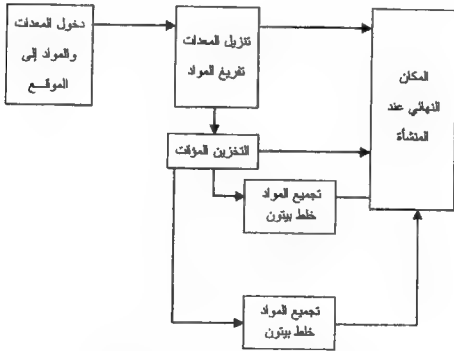 دخول المعدات
والمواد إلى
الموقـــع
تنزيل المعدات
تفريغ المواد
المكان
النهائي عند
المنشأة
التخزين المؤقت
تجميع المواد
خلط بيتون
تجميع المواد
خلط بيتون